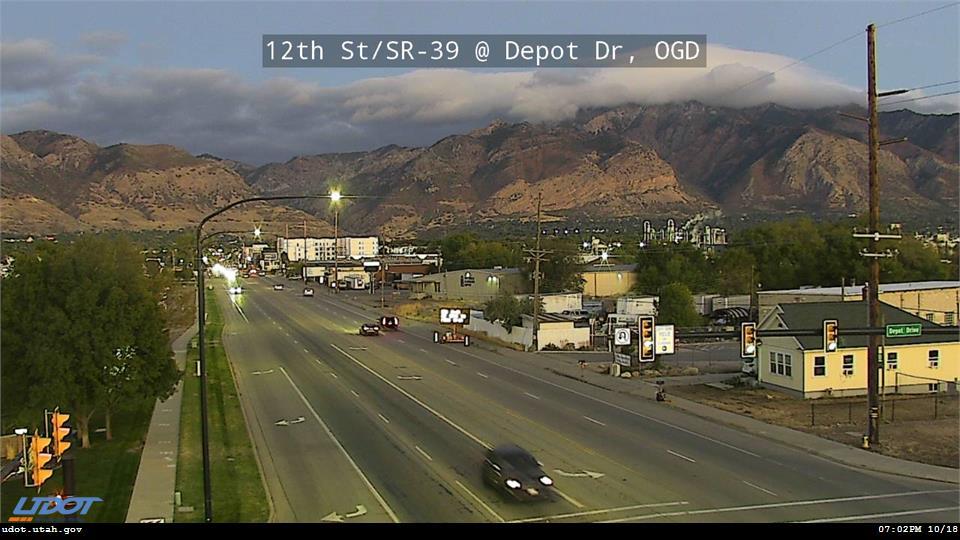 12th St/SR-39 @ Depot Dr, OGD
Depot Drive
UDOT
udot.utah.gov
07:02PM 10/18